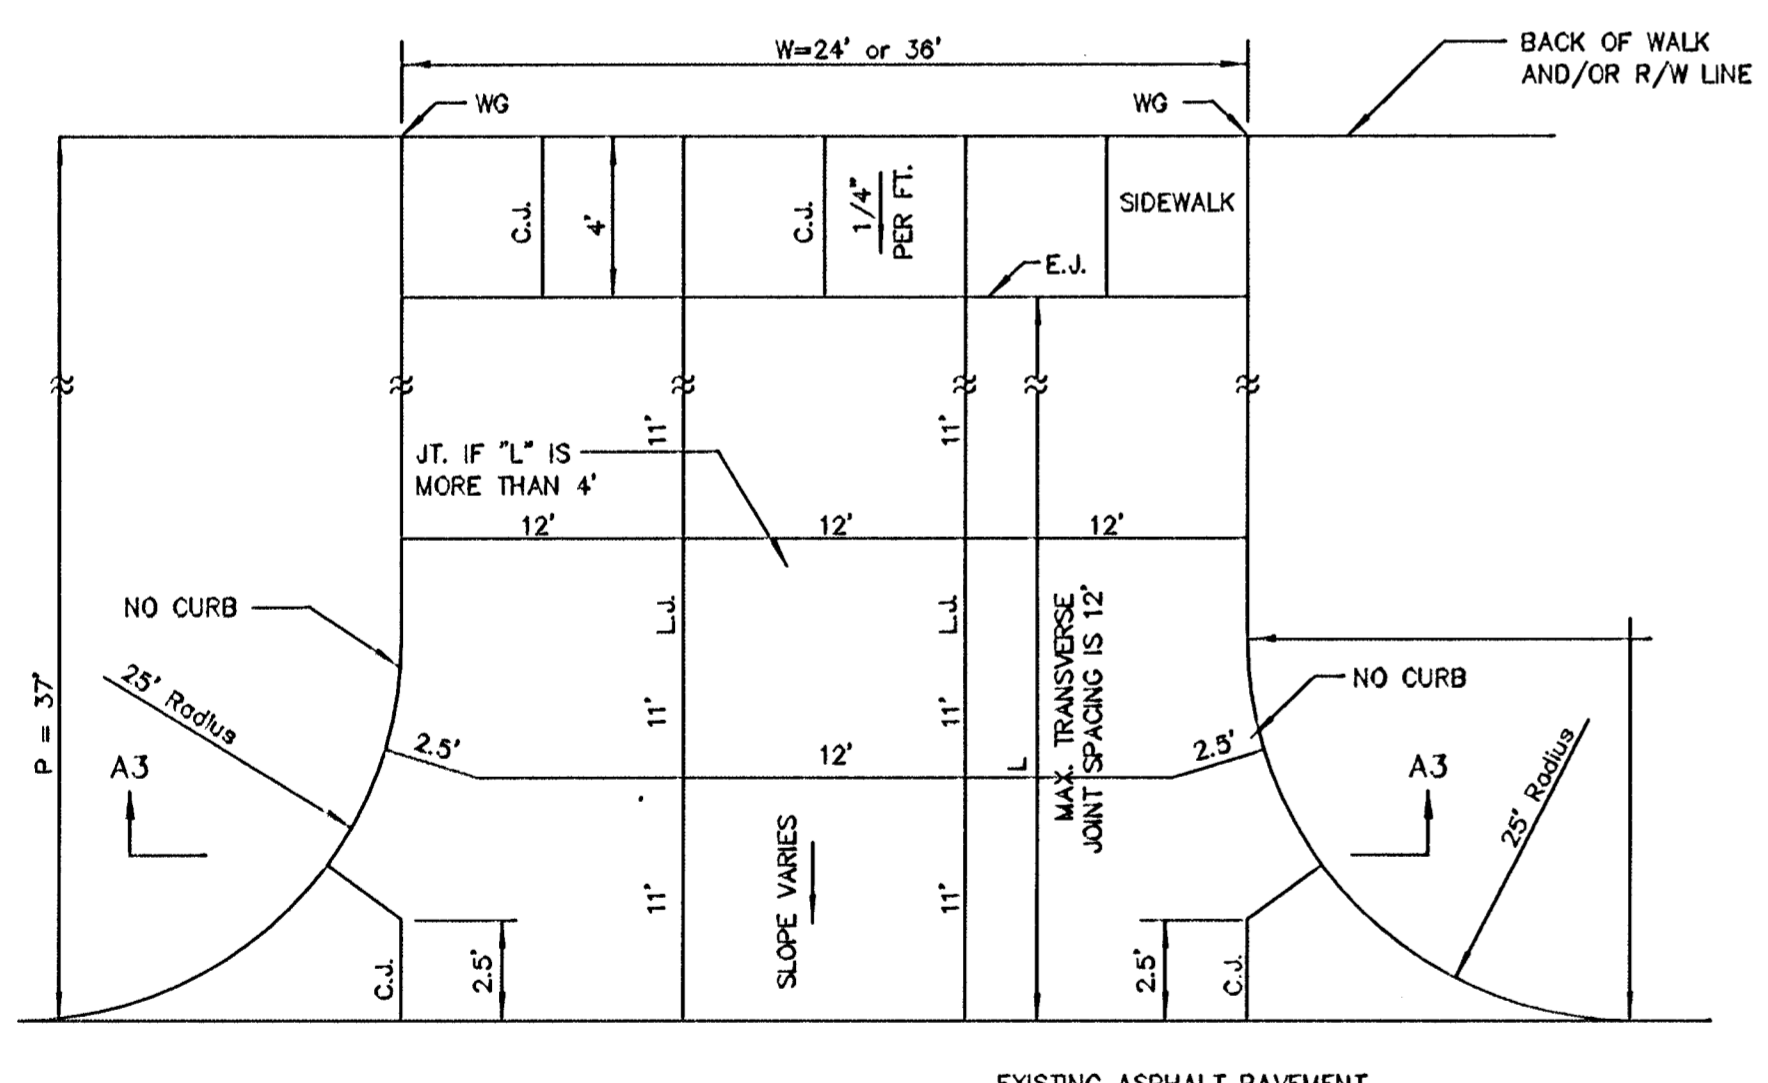 W=24' or 36'
BACK OF WALK
AND/OR R/W LINE
WG
WG
C.J.
4'
C.J.
1/4"
PER FT.
SIDEWALK
E.J.
11'
11'
JT. IF "L" IS
MORE THAN 4'
12'
12'
12'
NO CURB
L.J.
L.J.
MAX. TRANSVERSE
JOINT SPACING IS 12'
25' Radius
NO CURB
P = 37'
11'
11'
2.5'
12'
L
2.5'
A3
A3
25' Radius
SLOPE VARIES
11'
11'
C.J.
2.5'
2.5'
C.J.
EXISTING ASPHALT PAVEMENT